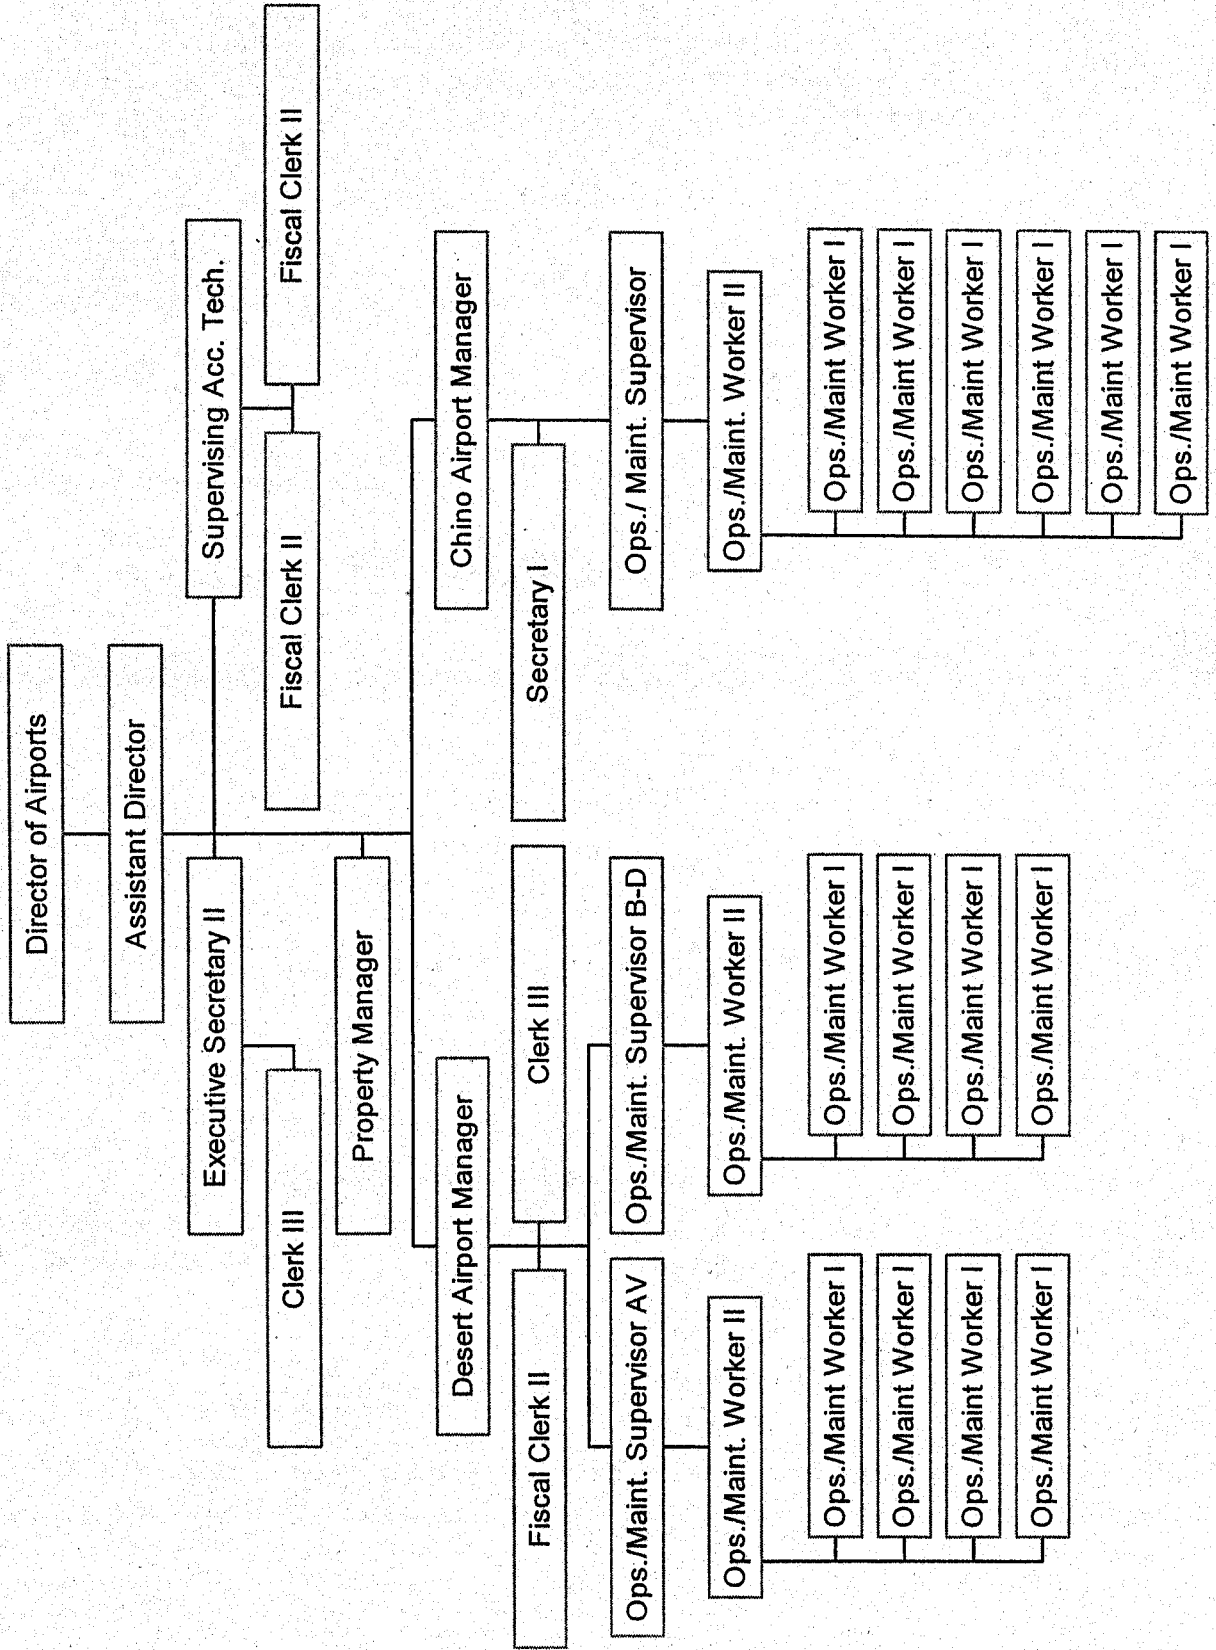 Director of Airports
Assistant Director
Executive Secretary II
Supervising Acc. Tech.
Clerk III
Fiscal Clerk II
Fiscal Clerk II
Property Manager
Desert Airport Manager
Chino Airport Manager
Fiscal Clerk II
Clerk III
Secretary I
Ops./Maint. Supervisor AV
Ops./Maint. Supervisor B-D
Ops./ Maint. Supervisor
Ops./Maint. Worker II
Ops./Maint. Worker II
Ops./Maint. Worker II
Ops./Maint Worker I
Ops./Maint Worker I
Ops./Maint Worker I
Ops./Maint Worker I
Ops./Maint Worker I
Ops./Maint Worker I
Ops./Maint Worker I
Ops./Maint Worker I
Ops./Maint Worker I
Ops./Maint Worker I
Ops./Maint Worker I
Ops./Maint Worker I
Ops./Maint Worker I
Ops./Maint Worker I